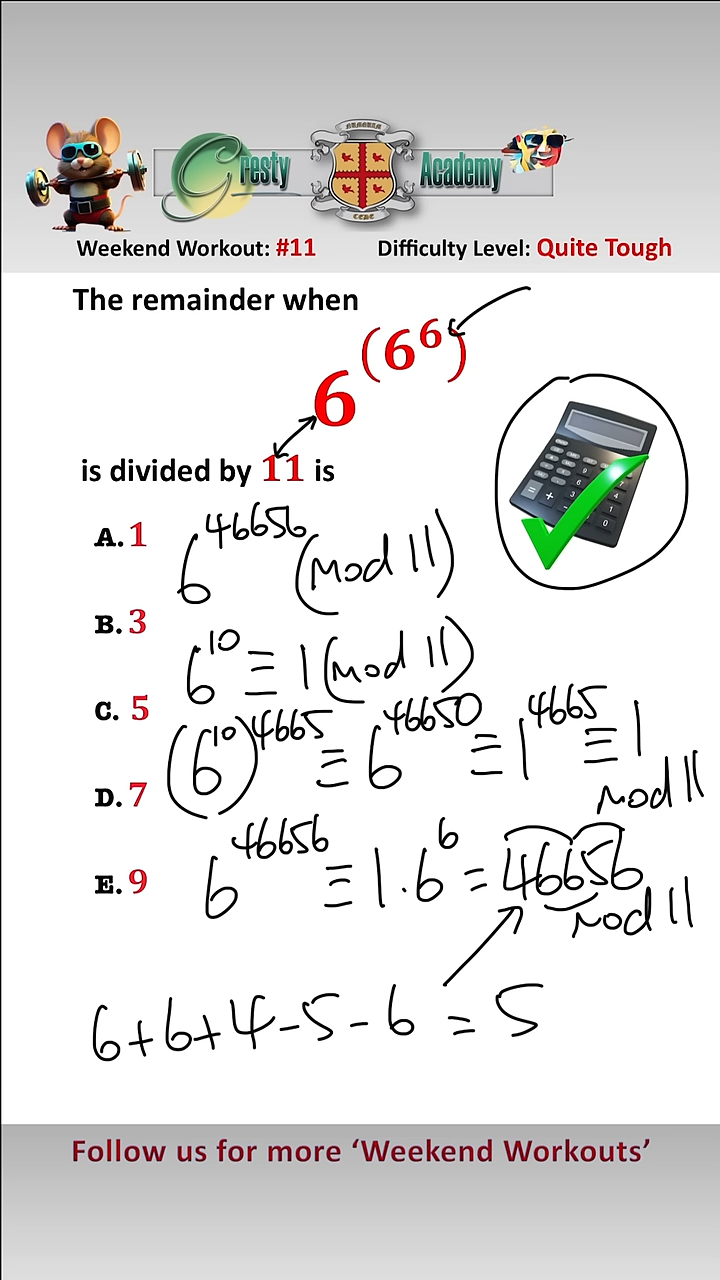 NUMQUAM
Gresty Academy
CEDE
Weekend Workout: #11 Difficulty Level: Quite Tough
The remainder when
6^(6^6)
is divided by 11 is
A. 1
6^46656 (mod 11)
B. 3
6^10 ≡ 1 (mod 11)
C. 5
(6^10)^4665 ≡ 6^46650 ≡ 1^4665 ≡ 1
mod 11
D. 7
6^46656 ≡ 1 . 6^6 = 46656
mod 11
E. 9
6+6+4-5-6 = 5
Follow us for more ‘Weekend Workouts’